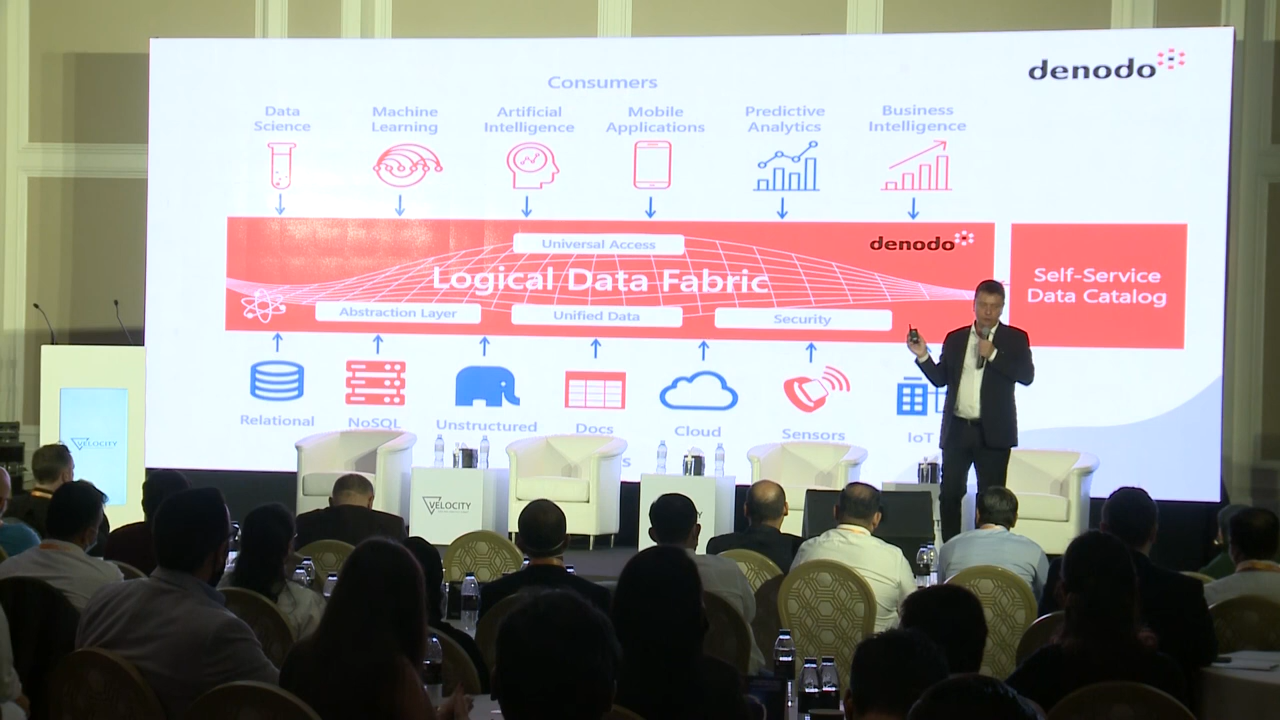 denodo
Consumers
Data
Science
Machine
Learning
Artificial
Intelligence
Mobile
Applications
Predictive
Analytics
Business
Intelligence
Universal Access
denodo
Logical Data Fabric
Self-Service
Data Catalog
Abstraction Layer
Unified Data
Security
Relational
NoSQL
Unstructured
Docs
Cloud
Sensors
IoT
VELOCITY
VELOCITY